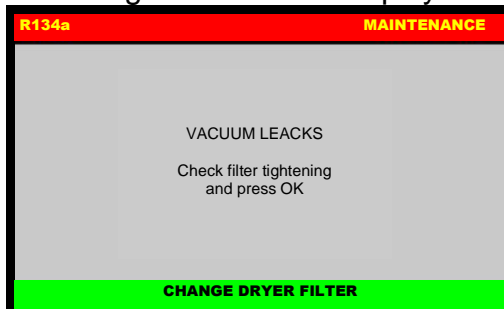 R134a MAINTENANCE
VACUUM LEACKS
Check filter tightening
and press OK
CHANGE DRYER FILTER